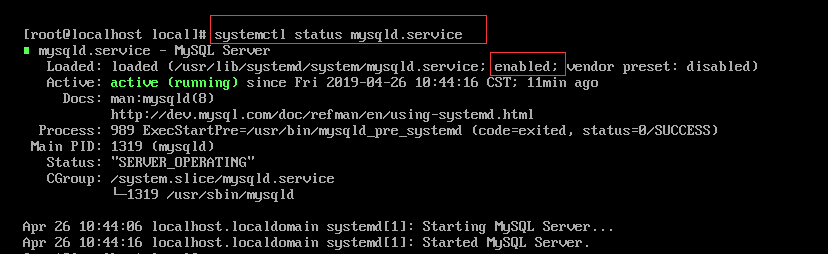 [root@localhost local]# systemctl status mysqld.service
mysqld.service - MySQL Server
Loaded: loaded (/usr/lib/systemd/system/mysqld.service; enabled; vendor preset: disabled)
Active: active (running) since Fri 2019-04-26 10:44:16 CST; 11min ago
Docs: man:mysqld(8)
http://dev.mysql.com/doc/refman/en/using-systemd.html
Process: 989 ExecStartPre=/usr/bin/mysqld_pre_systemd (code=exited, status=0/SUCCESS)
Main PID: 1319 (mysqld)
Status: "SERVER_OPERATING"
CGroup: /system.slice/mysqld.service
└─1319 /usr/sbin/mysqld
Apr 26 10:44:06 localhost.localdomain systemd[1]: Starting MySQL Server...
Apr 26 10:44:16 localhost.localdomain systemd[1]: Started MySQL Server.